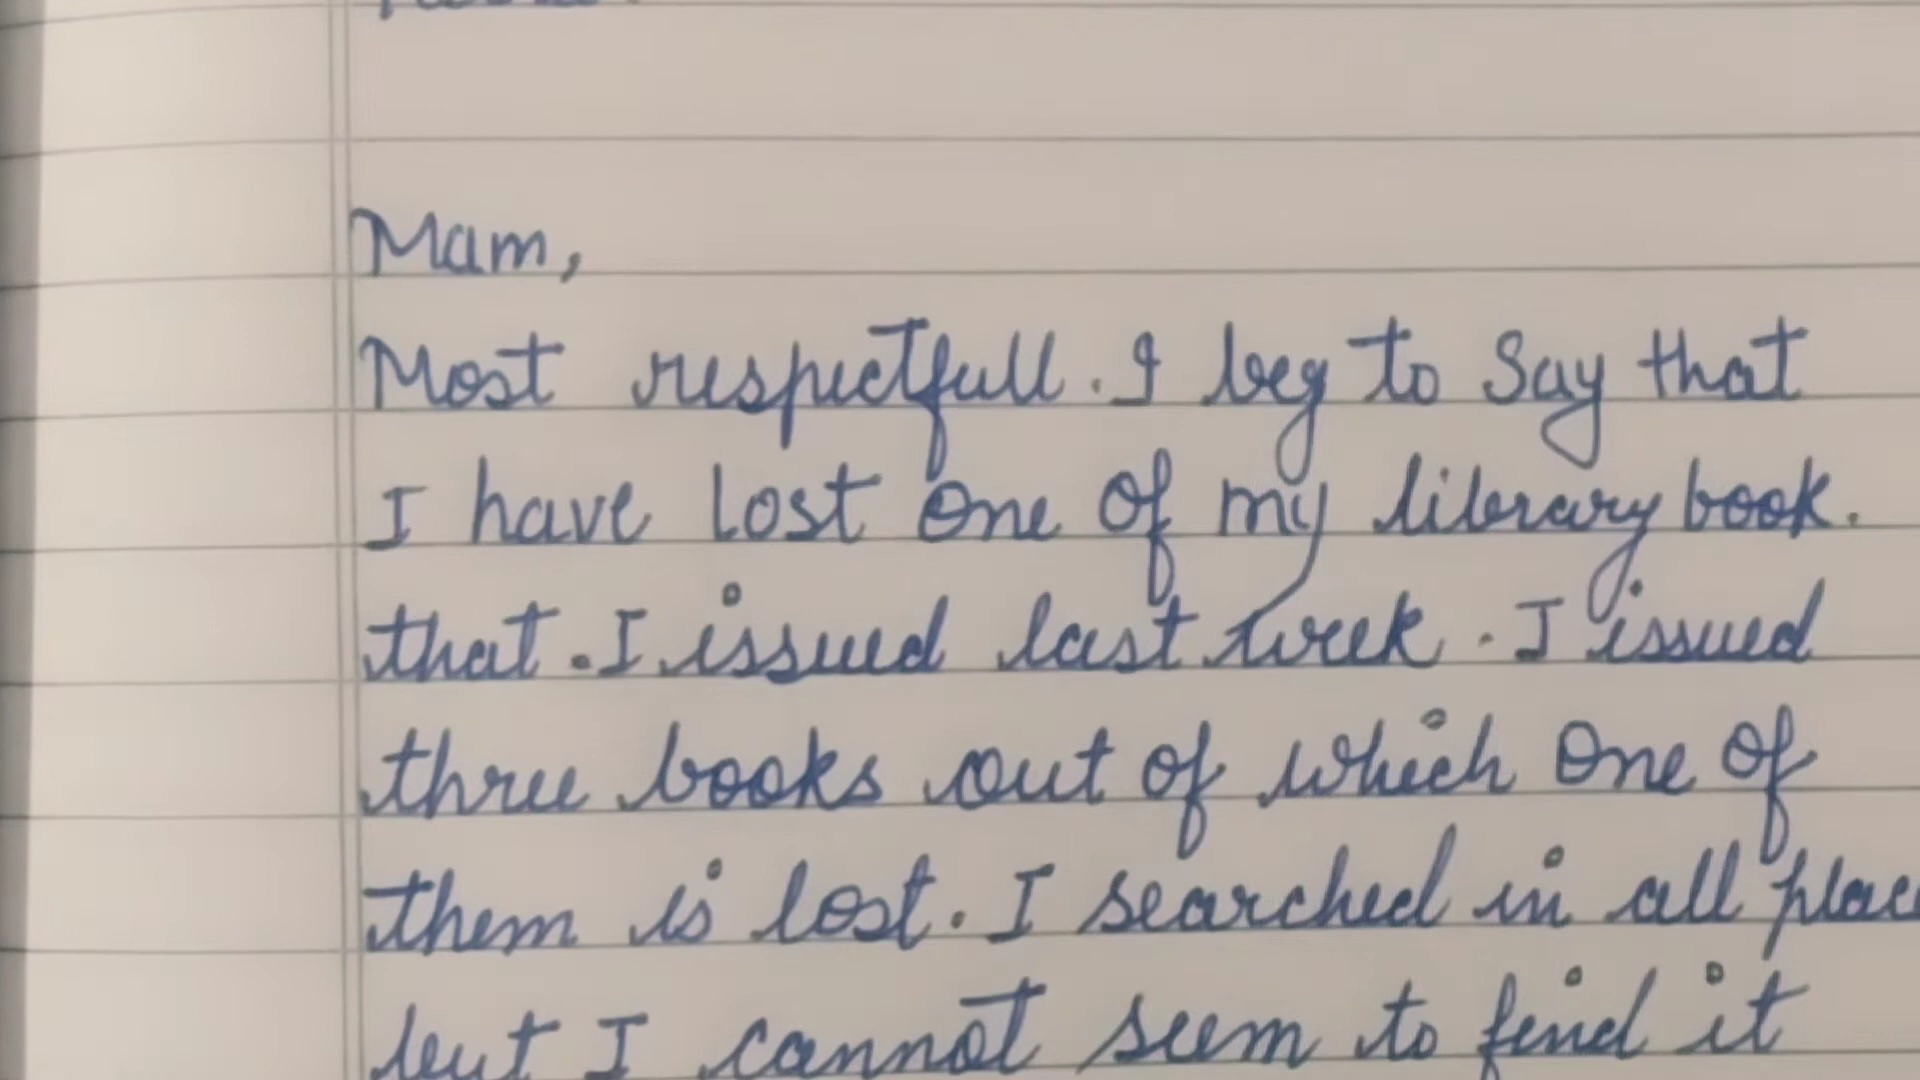 Mam,
Most respectfull. I beg to Say that
I have lost One Of my library book.
that. I issued last week. I issued
three books out of which One Of
them is lost. I searched in all plac
but I cannot seem to find it